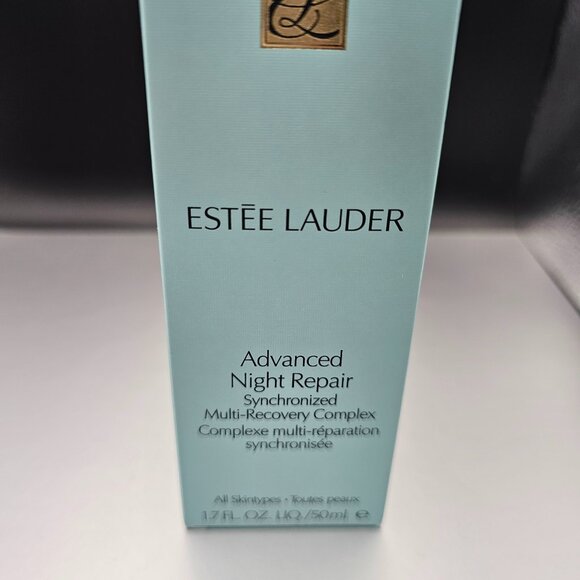 ESTĒE LAUDER
Advanced
Night Repair
Synchronized
Multi-Recovery Complex
Complexe multi-réparation
synchronisée
All Skintypes • Toutes peaux
1.7 FL. OZ. LIQ./50ml ℮